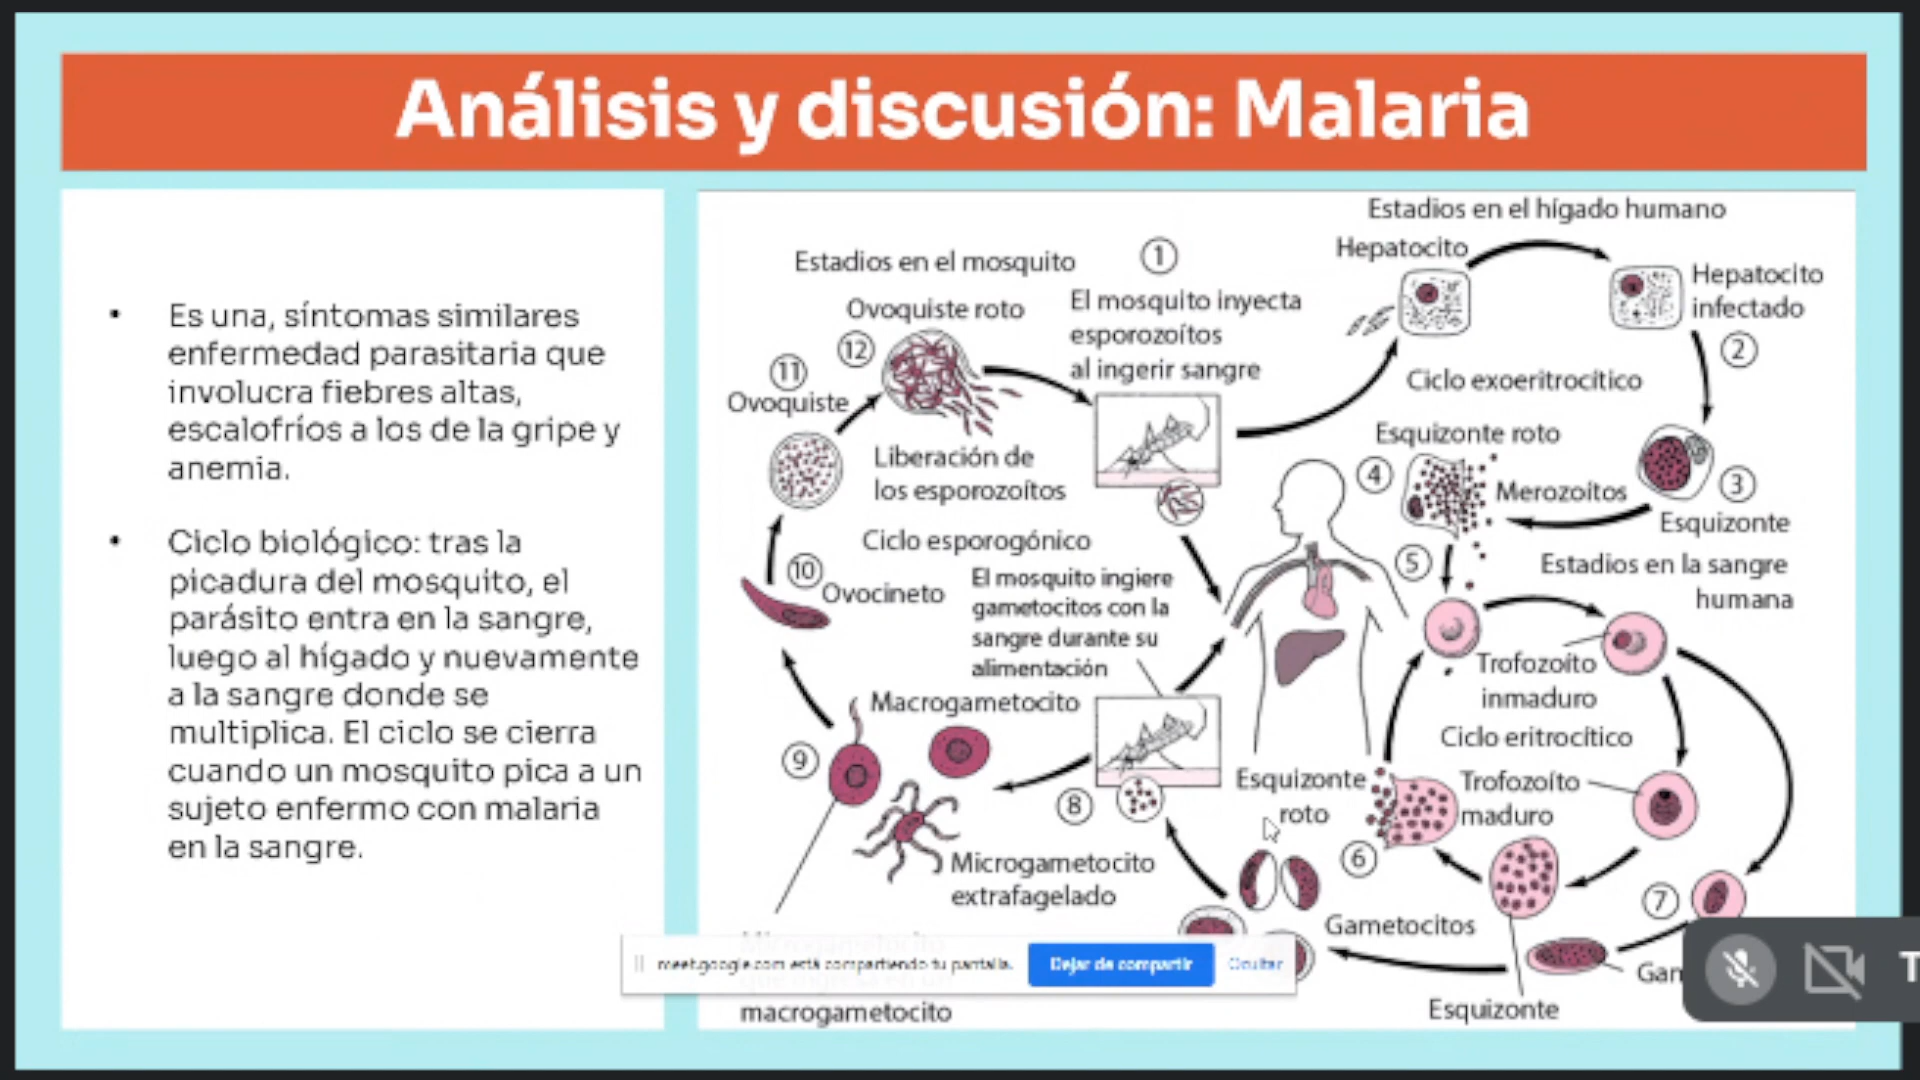 Análisis y discusión: Malaria
• Es una, síntomas similares
enfermedad parasitaria que
involucra fiebres altas,
escalofríos a los de la gripe y
anemia.
• Ciclo biológico: tras la
picadura del mosquito, el
parásito entra en la sangre,
luego al hígado y nuevamente
a la sangre donde se
multiplica. El ciclo se cierra
cuando un mosquito pica a un
sujeto enfermo con malaria
en la sangre.
Estadios en el hígado humano
Hepatocito
Hepatocito
infectado
2
Estadios en el mosquito
1
El mosquito inyecta
esporozoítos
al ingerir sangre
Ovoquiste roto
12
11
Ovoquiste
Liberación de
los esporozoítos
Ciclo exoeritrocítico
Esquizonte roto
4
Merozoítos
3
Esquizonte
Ciclo esporogónico
10
Ovocineto
El mosquito ingiere
gametocitos con la
sangre durante su
alimentación
5
Estadios en la sangre
humana
Trofozoíto
inmaduro
Ciclo eritrocítico
Macrogametocito
9
8
Esquizonte
roto
Trofozoíto
maduro
6
7
Microgametocito
extrafagelado
Gametocitos
Gan
Esquizonte
macrogametocito
meet.google.com está compartiendo tu pantalla.
Dejar de compartir
Ocultar
T